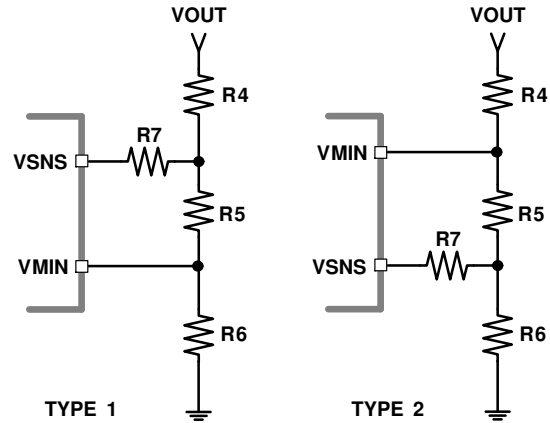 VOUT
VOUT
R4
R4
R7
VSNS
VMIN
R5
R5
R7
VMIN
VSNS
R6
R6
TYPE 1
TYPE 2